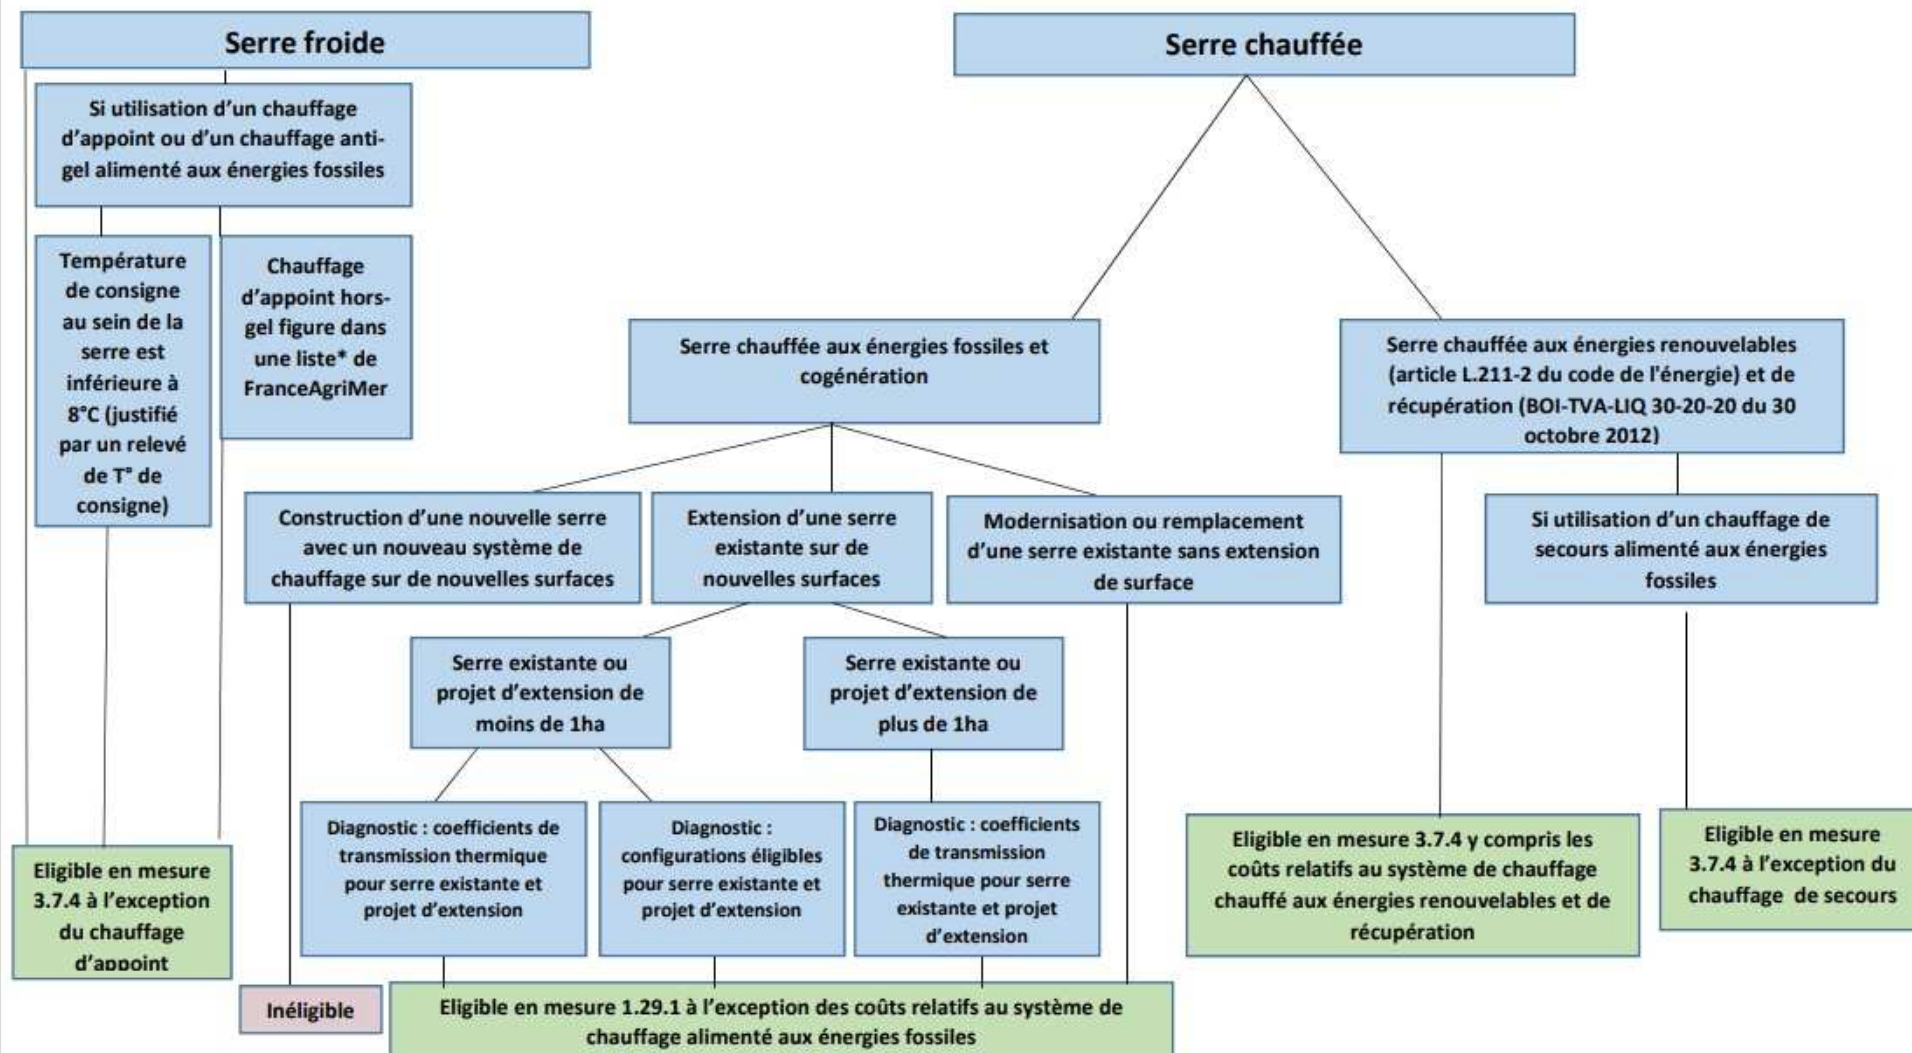 Serre froide
Si utilisation d'un chauffage
d'appoint ou d'un chauffage anti-
gel alimenté aux énergies fossiles
Température
de consigne
au sein de la
serre est
inférieure à
8°C (justifié
par un relevé
de T° de
consigne)
Chauffage
d'appoint hors-
gel figure dans
une liste* de
FranceAgriMer
Eligible en mesure
3.7.4 à l'exception
du chauffage
d'appoint
Serre chauffée
Serre chauffée aux énergies fossiles et
cogénération
Construction d'une nouvelle serre
avec un nouveau système de
chauffage sur de nouvelles surfaces
Extension d'une serre
existante sur de
nouvelles surfaces
Modernisation ou remplacement
d'une serre existante sans extension
de surface
Serre existante ou
projet d'extension de
moins de 1ha
Serre existante ou
projet d'extension de
plus de 1ha
Diagnostic : coefficients de
transmission thermique
pour serre existante et
projet d'extension
Diagnostic :
configurations éligibles
pour serre existante et
projet d'extension
Diagnostic : coefficients
de transmission
thermique pour serre
existante et projet
d'extension
Inéligible
Eligible en mesure 1.29.1 à l'exception des coûts relatifs au système de
chauffage alimenté aux énergies fossiles
Serre chauffée aux énergies renouvelables
(article L.211-2 du code de l'énergie) et de
récupération (BOI-TVA-LIQ 30-20-20 du 30
octobre 2012)
Si utilisation d'un chauffage de
secours alimenté aux énergies
fossiles
Eligible en mesure 3.7.4 y compris les
coûts relatifs au système de chauffage
chauffé aux énergies renouvelables et de
récupération
Eligible en mesure
3.7.4 à l'exception du
chauffage de secours